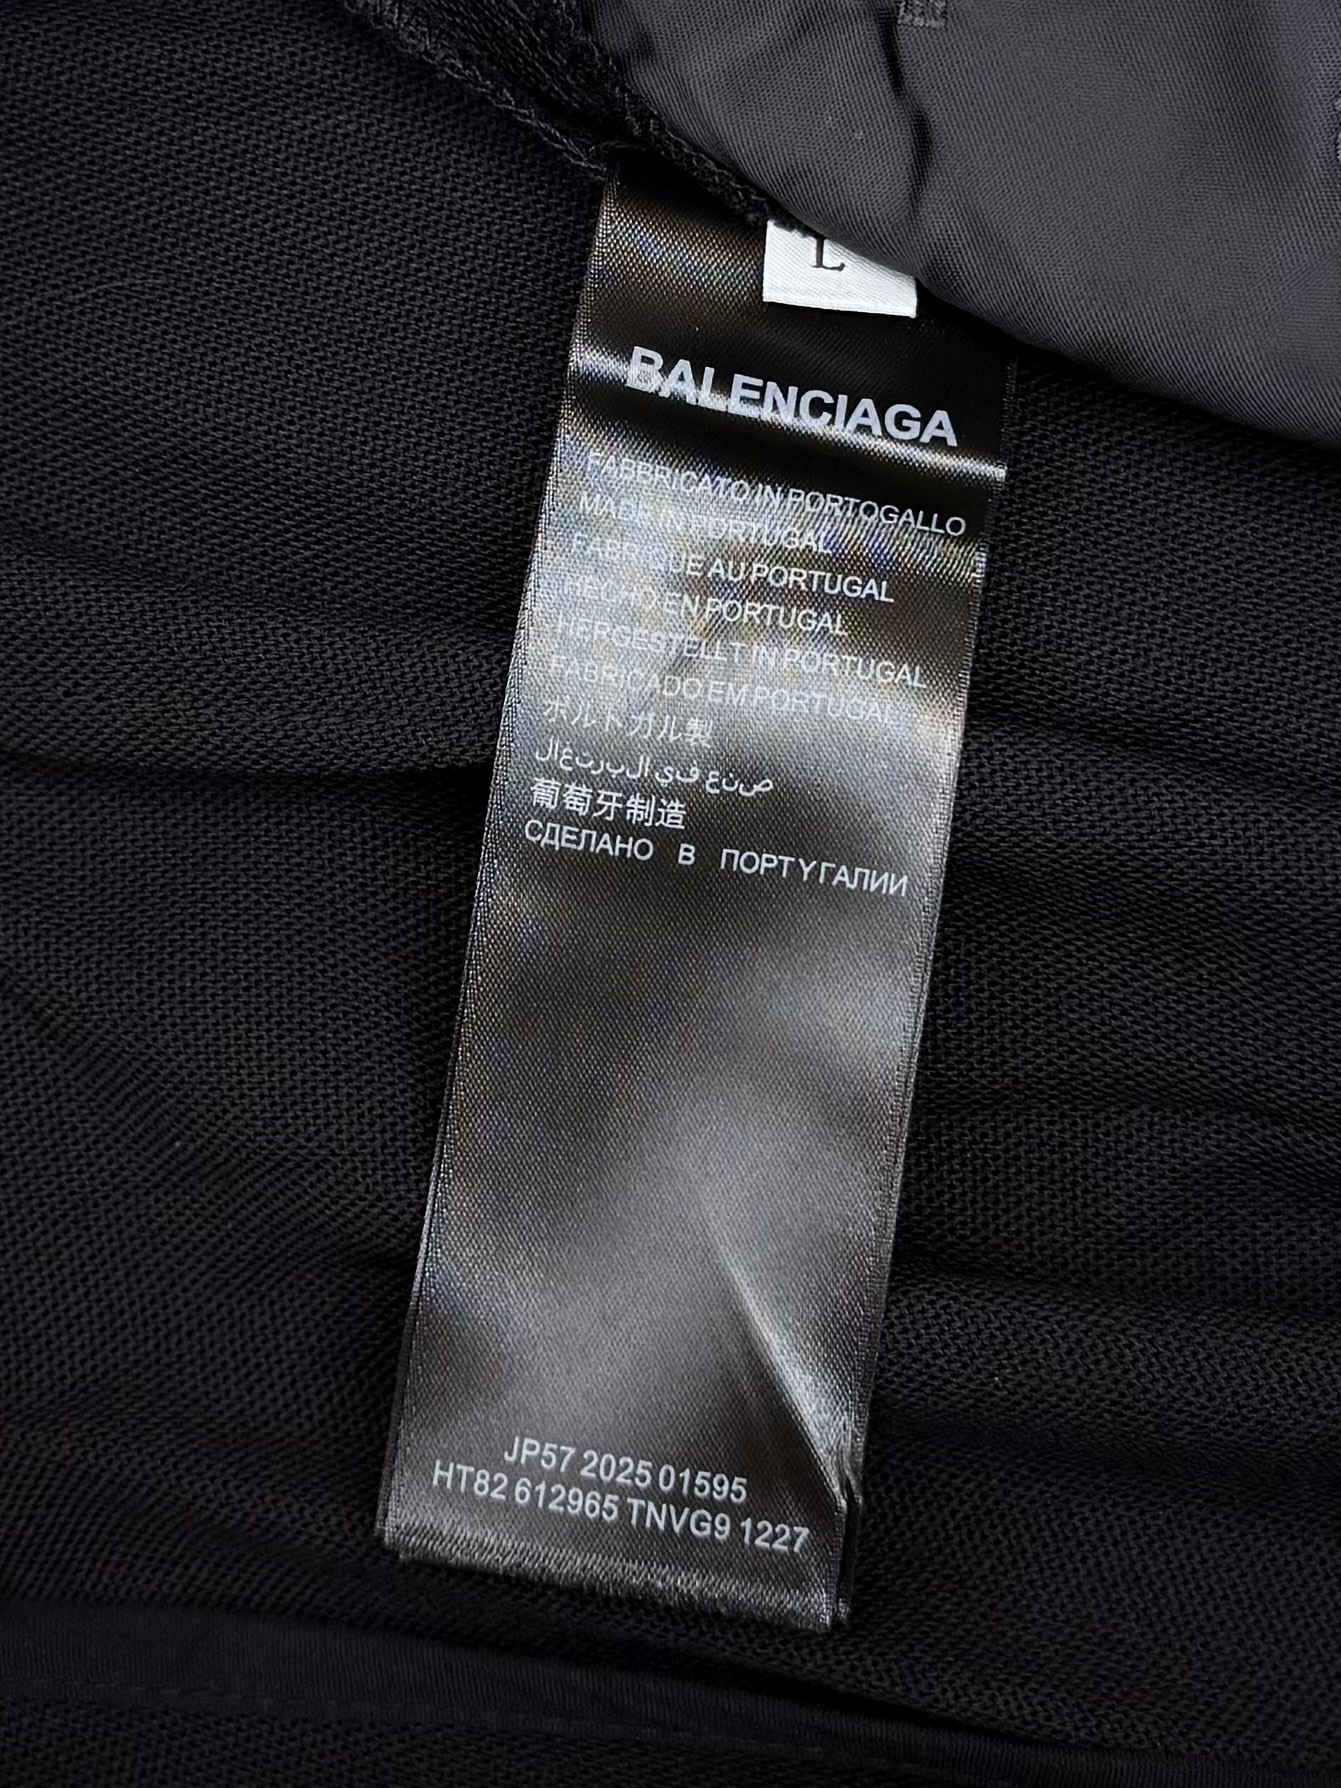 L
BALENCIAGA
FABBRICATO IN PORTOGALLO
MADE IN PORTUGAL
FABRIQUE AU PORTUGAL
HECHO EN PORTUGAL
HERGESTELLT IN PORTUGAL
FABRICADO EM PORTUGAL
ポルトガル製
صنع في البرتغال
葡萄牙制造
СДЕЛАНО В ПОРТУГАЛИИ
JP57 2025 01595
HT82 612965 TNVG9 1227